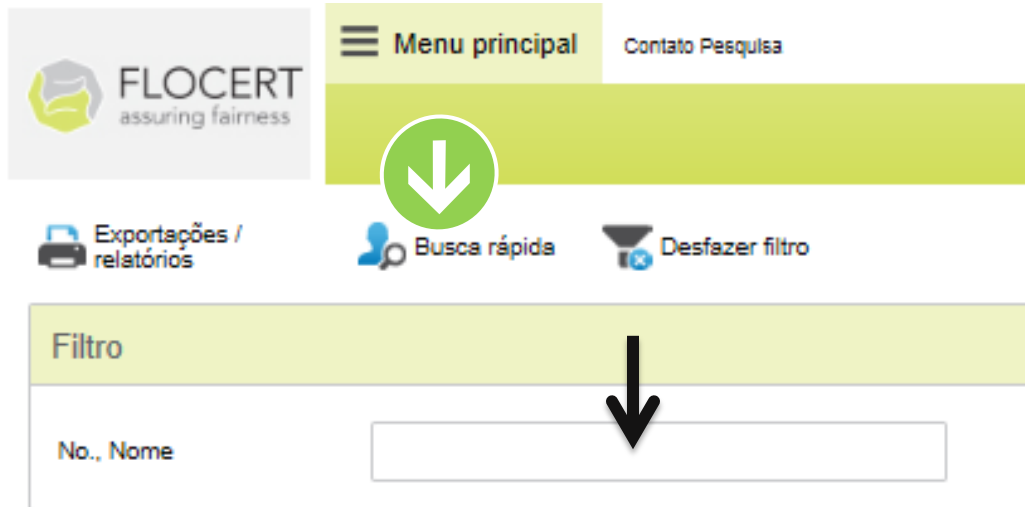 FLOCERT
assuring fairness
Menu principal
Contato Pesquisa
Exportações /
relatórios
Busca rápida
Desfazer filtro
Filtro
No., Nome